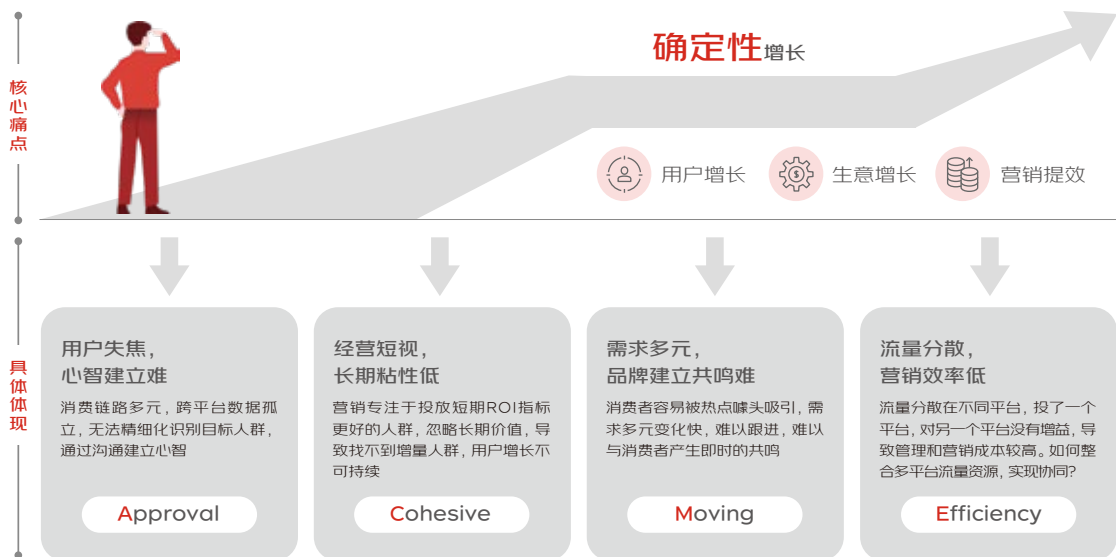 核心痛点
确定性增长
用户增长
生意增长
营销提效
具体体现
用户失焦，
心智建立难
消费链路多元，跨平台数据孤
立，无法精细化识别目标人群，
通过沟通建立心智
Approval
经营短视，
长期粘性低
营销专注于投放短期ROI指标
更好的人群，忽略长期价值，导
致找不到增量人群，用户增长不
可持续
Cohesive
需求多元，
品牌建立共鸣难
消费者容易被热点噱头吸引，需
求多元变化快，难以跟进，难以
与消费者产生即时的共鸣
Moving
流量分散，
营销效率低
流量分散在不同平台，投了一个
平台，对另一个平台没有增益，导
致管理和营销成本较高。如何整
合多平台流量资源，实现协同？
Efficiency